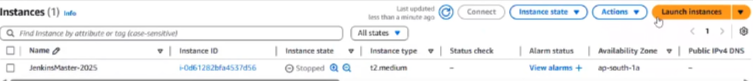 Instances (1) Info
Last updated
less than a minute ago
Connect
Instance state
Actions
Launch instances
Find Instance by attribute or tag (case-sensitive)
All states
1
Name
Instance ID
Instance state
Instance type
Status check
Alarm status
Availability Zone
Public IPv4 DNS
JenkinsMaster-2025
i-0d61282bfa4537d56
Stopped
t2.medium
–
View alarms +
ap-south-1a
–